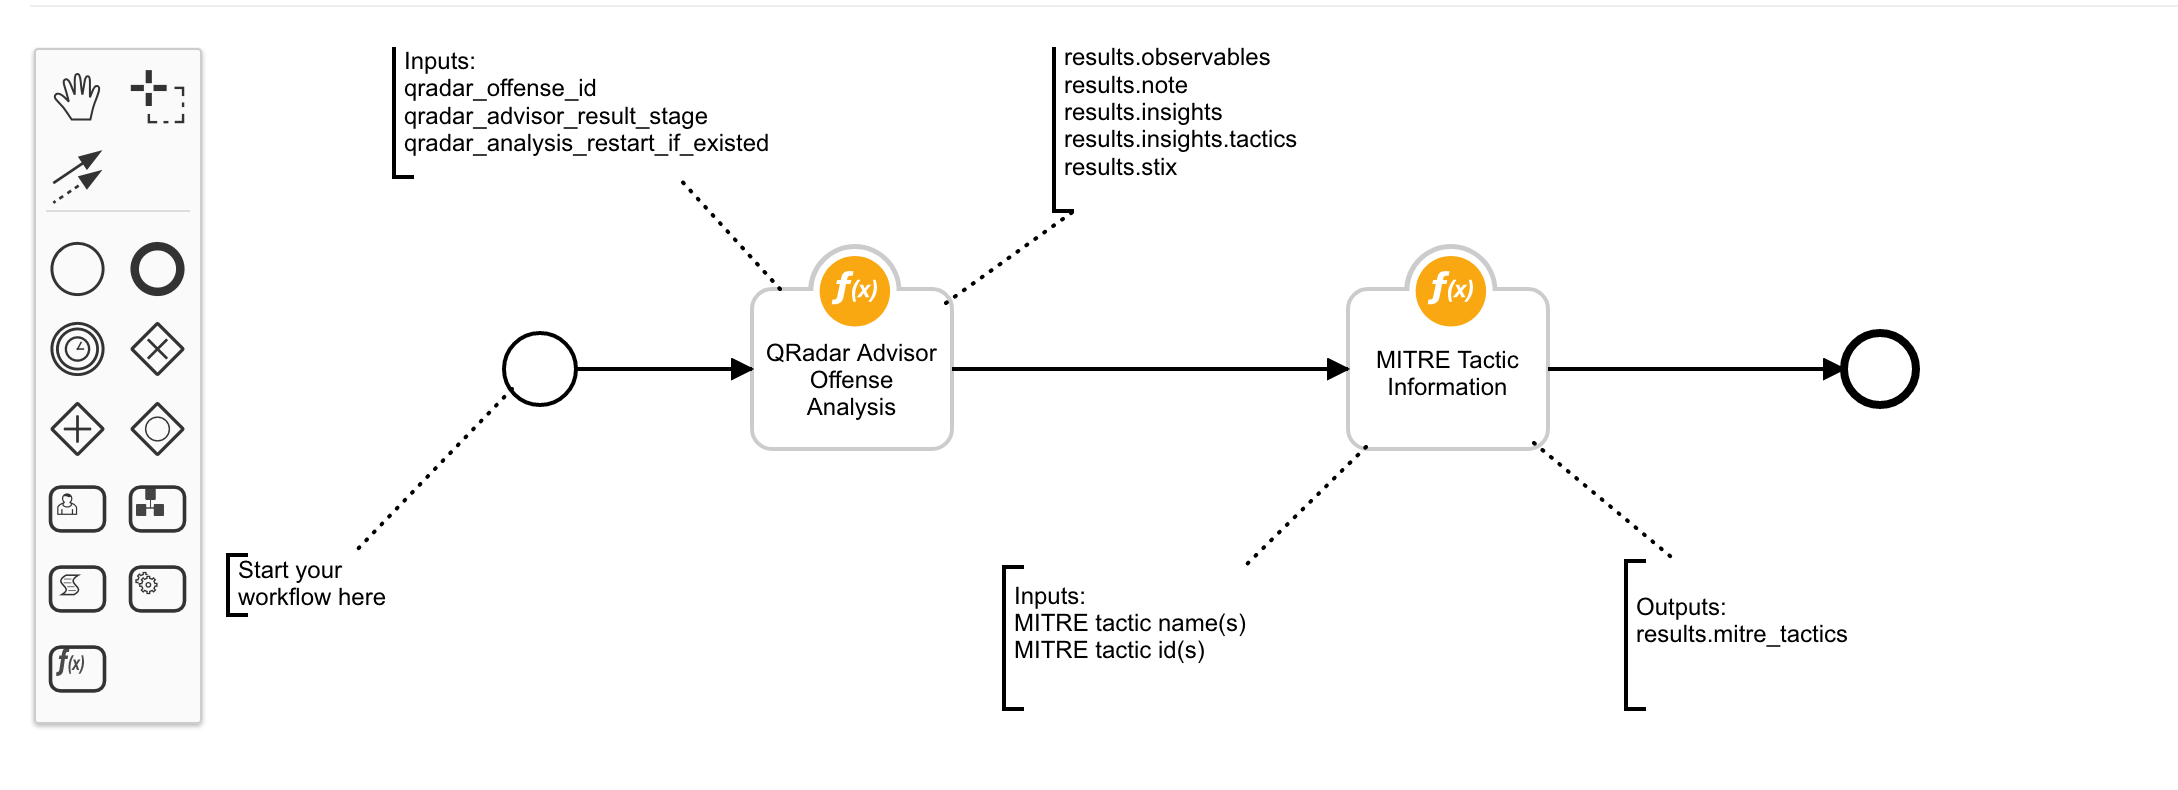 Inputs:
qradar_offense_id
qradar_advisor_result_stage
qradar_analysis_restart_if_existed
results.observables
results.note
results.insights
results.insights.tactics
results.stix
f(x)
QRadar Advisor
Offense
Analysis
f(x)
MITRE Tactic
Information
Start your
workflow here
Inputs:
MITRE tactic name(s)
MITRE tactic id(s)
Outputs:
results.mitre_tactics
f(x)